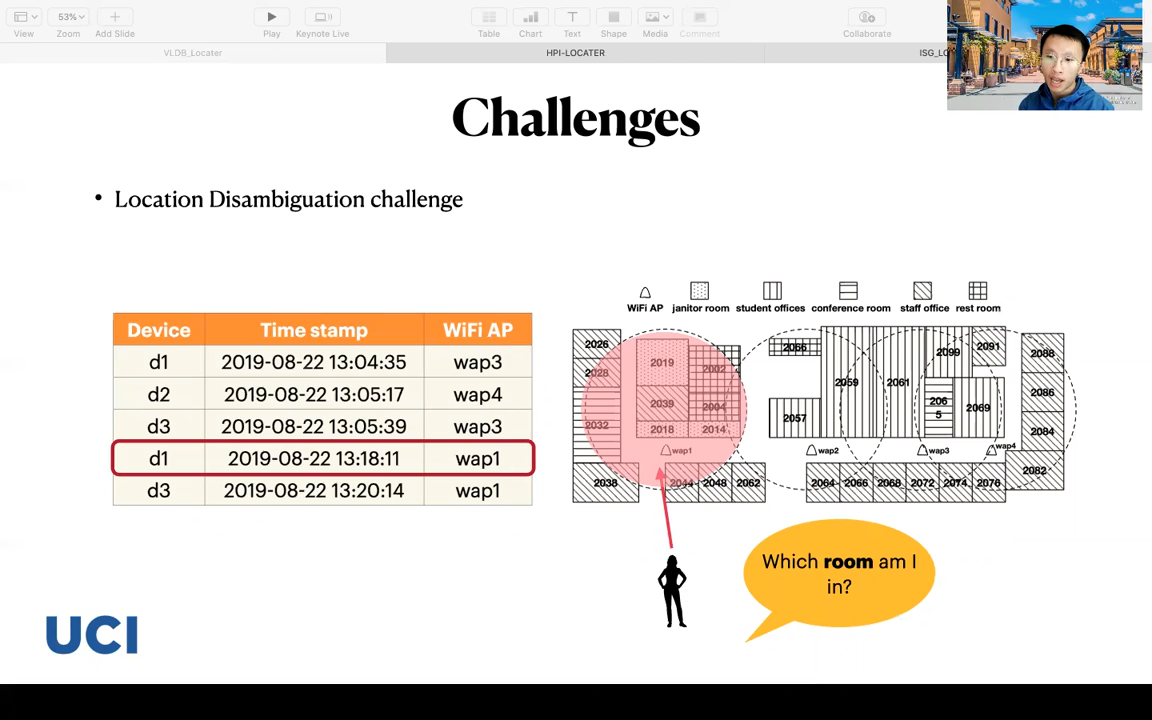 53%
View
Zoom
Add Slide
Play
Keynote Live
Table
Chart
Text
Shape
Media
Comment
Collaborate
VLDB_Locater
HPI-LOCATER
ISG_LO
Challenges
• Location Disambiguation challenge
WiFi AP janitor room student offices conference room staff office rest room
Device Time stamp WiFi AP
d1 2019-08-22 13:04:35 wap3
d2 2019-08-22 13:05:17 wap4
d3 2019-08-22 13:05:39 wap3
d1 2019-08-22 13:18:11 wap1
d3 2019-08-22 13:20:14 wap1
2026
2028
2032
2038
2019
2039
2018
2002
2004
2014
wap1
2044 2048 2062
2066
2057
2059
2061
2099
2091
206
5
2069
wap2
wap3
wap4
2064 2066 2068 2072 2074 2076
2088
2086
2084
2082
Which room am I
in?
UCI